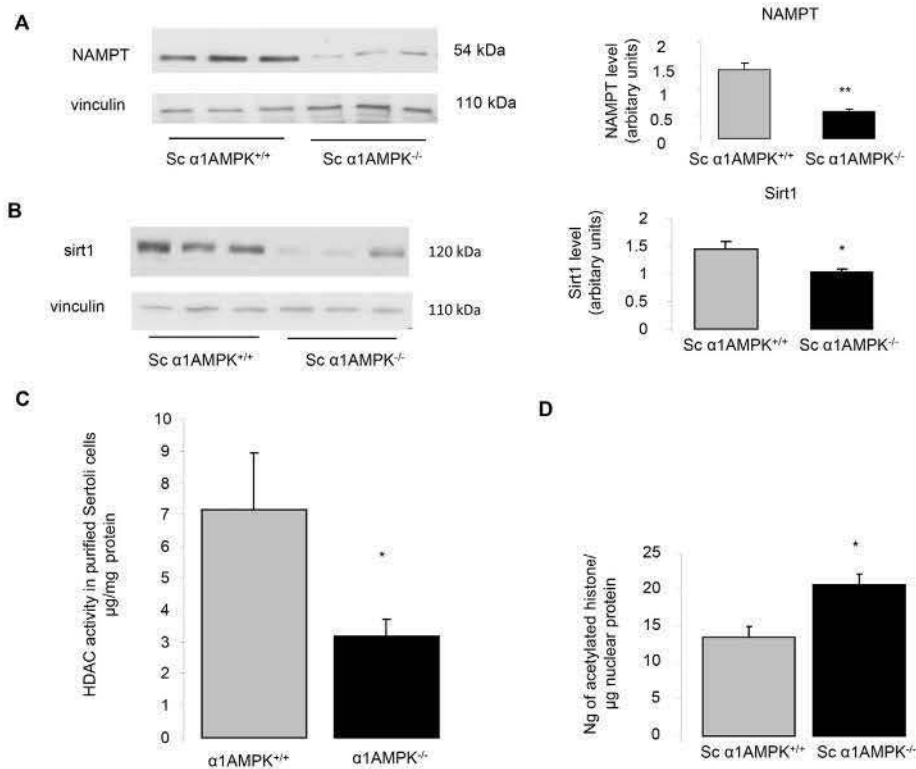 A
NAMPT
54 kDa
vinculin
110 kDa
Sc α1AMPK+/+
Sc α1AMPK-/-
NAMPT
NAMPT level
(arbitary units)
2
1.5
1
0.5
0
**
Sc α1AMPK+/+
Sc α1AMPK-/-
B
sirt1
120 kDa
vinculin
110 kDa
Sc α1AMPK+/+
Sc α1AMPK-/-
Sirt1
Sirt1 level
(arbitary units)
2
1.5
1
0.5
0
*
Sc α1AMPK+/+
Sc α1AMPK-/-
C
HDAC activity in purified Sertoli cells
µg/mg protein
10
9
8
7
6
5
4
3
2
1
0
*
α1AMPK+/+
α1AMPK-/-
D
Ng of acetylated histone/
µg nuclear protein
25
20
15
10
5
0
*
Sc α1AMPK+/+
Sc α1AMPK-/-